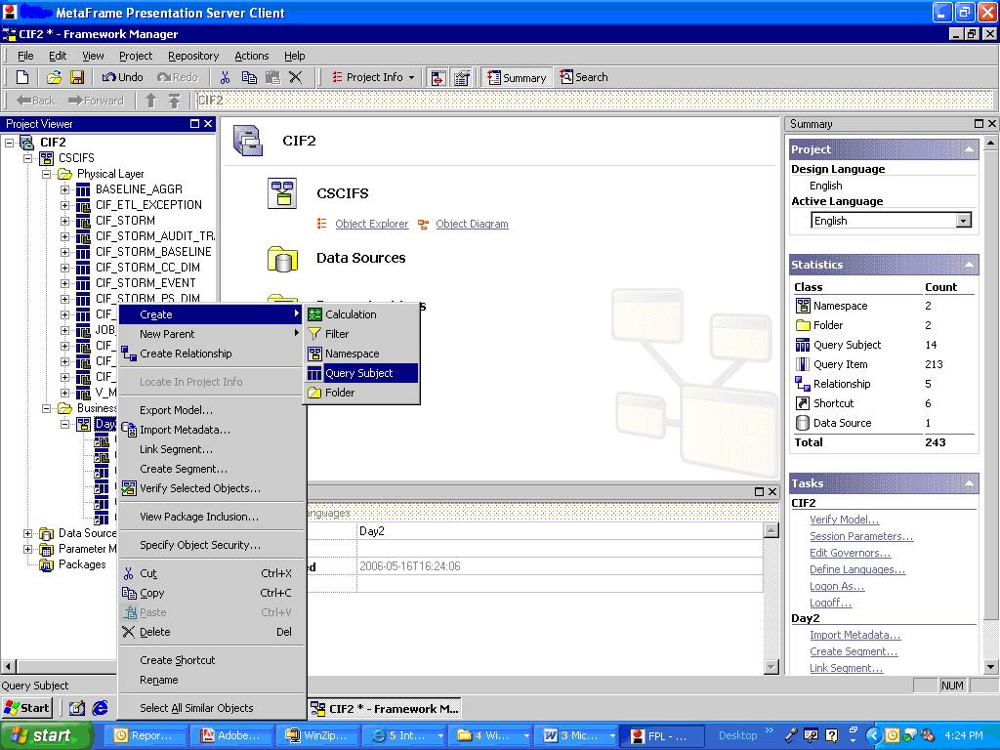 MetaFrame Presentation Server Client
CIF2 * - Framework Manager
File Edit View Project Repository Actions Help
Undo Redo Project Info Summary Search
Back Forward CIF2
Project Viewer
CIF2
CSCIFS
Physical Layer
BASELINE_AGGR
CIF_ETL_EXCEPTION
CIF_STORM
CIF_STORM_AUDIT_TR
CIF_STORM_BASELINE
CIF_STORM_CC_DIM
CIF_STORM_EVENT
CIF_STORM_PS_DIM
CIF_
CIF_
JOB_
CIF_
CIF_
CIF_
V_M
Business
Day
Data Source
Parameter M
Packages
CIF2
CSCIFS
Object Explorer Object Diagram
Data Sources
s
Create
New Parent
Create Relationship
Locate In Project Info
Export Model...
Import Metadata...
Link Segment...
Create Segment...
Verify Selected Objects...
View Package Inclusion...
Specify Object Security...
Cut Ctrl+X
Copy Ctrl+C
Paste Ctrl+V
Delete Del
Create Shortcut
Rename
Select All Similar Objects
Calculation
Filter
Namespace
Query Subject
Folder
anguages
Day2
ed 2006-05-16T16:24:06
Summary
Project
Design Language
English
Active Language
English
Statistics
Class Count
Namespace 2
Folder 2
Query Subject 14
Query Item 213
Relationship 5
Shortcut 6
Data Source 1
Total 243
Tasks
CIF2
Verify Model...
Session Parameters...
Edit Governors...
Define Languages...
Logon As...
Logoff...
Day2
Import Metadata...
Create Segment...
Link Segment...
Query Subject NUM
Start CIF2 * - Framework M...
start Repor... Adobe... WinZip... 5 Int... 4 Wi... 3 Mic... FPL - ... Desktop » 4:24 PM